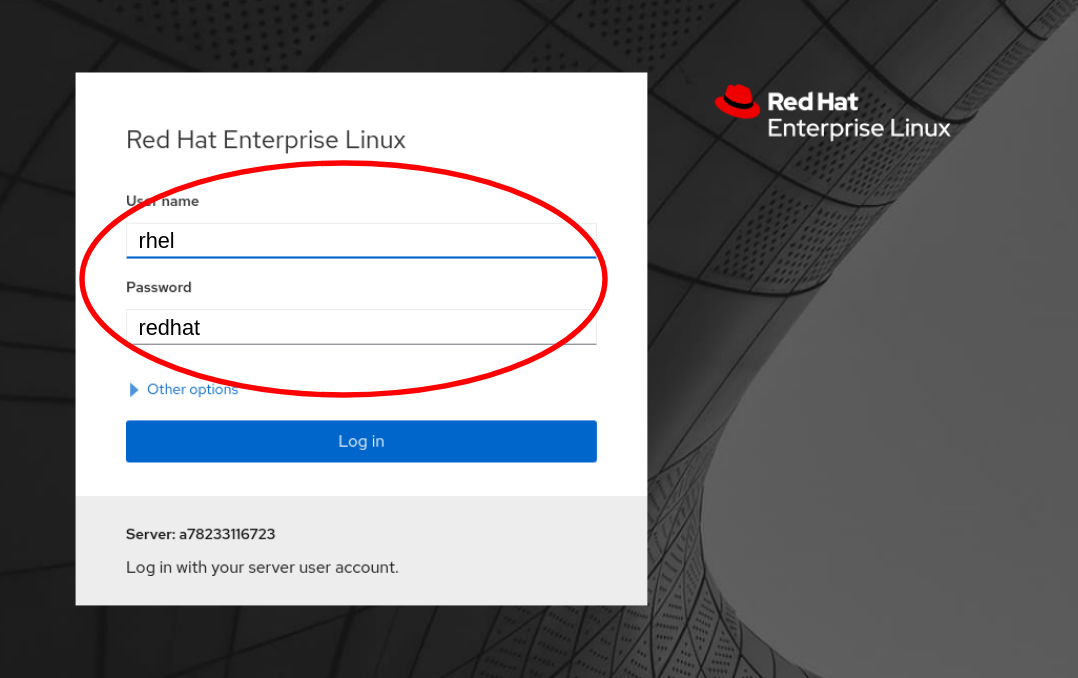 Red Hat
Enterprise Linux
Red Hat Enterprise Linux
User name
rhel
Password
redhat
Other options
Log in
Server: a78233116723
Log in with your server user account.